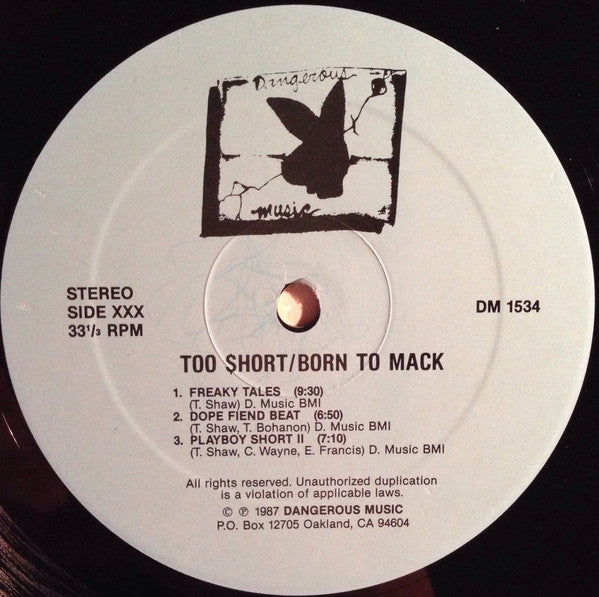 Dangerous
music
STEREO
SIDE XXX
33 1/3 RPM
DM 1534
TOO $HORT/BORN TO MACK
1. FREAKY TALES (9:30)
(T. Shaw) D. Music BMI
2. DOPE FIEND BEAT (6:50)
(T. Shaw, T. Bohanon) D. Music BMI
3. PLAYBOY SHORT II (7:10)
(T. Shaw, C. Wayne, E. Francis) D. Music BMI
All rights reserved. Unauthorized duplication
is a violation of applicable laws.
© ℗ 1987 DANGEROUS MUSIC
P.O. Box 12705 Oakland, CA 94604